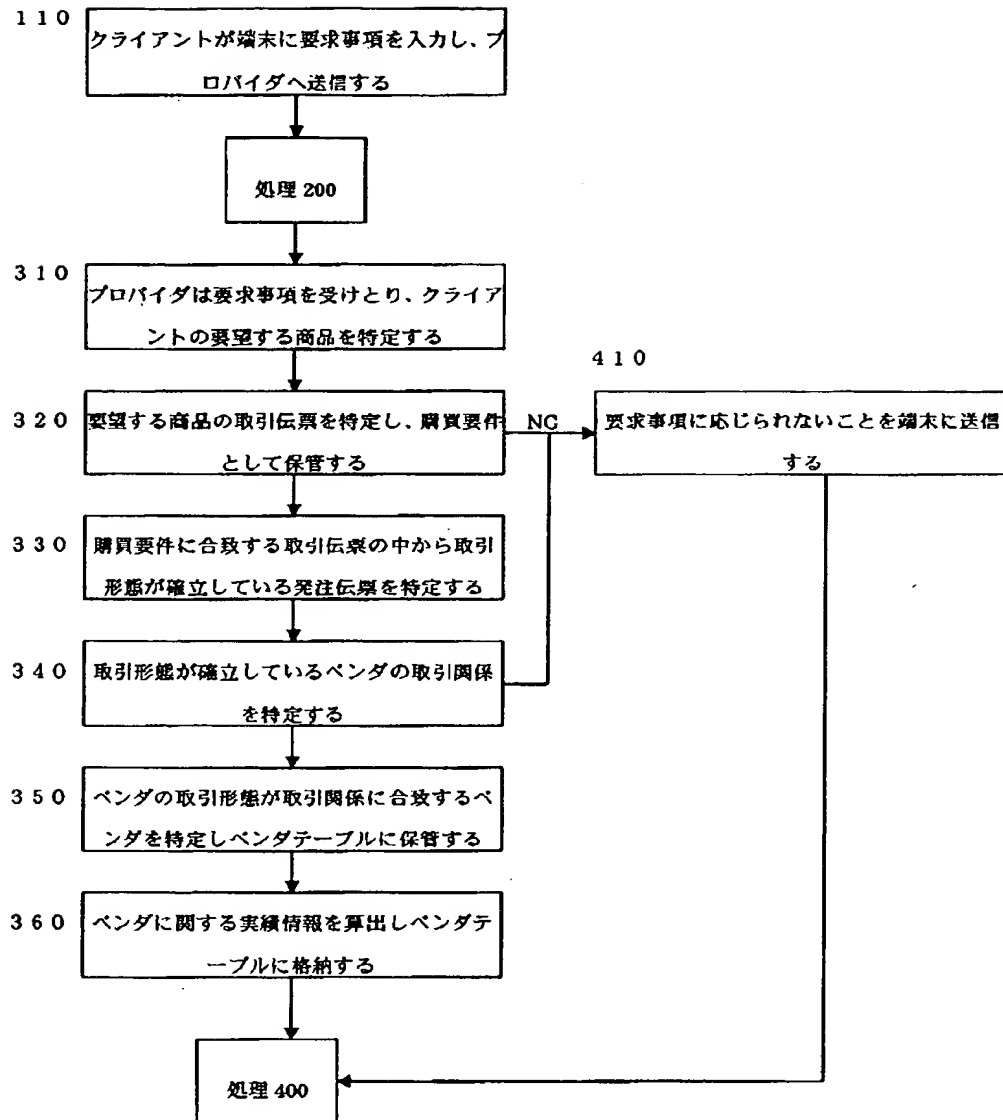 110
クライアントが端末に要求事項を入力し、プ
ロバイダへ送信する
処理 200
310
プロバイダは要求事項を受けとり、クライア
ントの要望する商品を特定する
410
320
要望する商品の取引伝票を特定し、購買要件
として保管する
NG
要求事項に応じられないことを端末に送信
する
330
購買要件に合致する取引伝票の中から取引
形態が確立している発注伝票を特定する
340
取引形態が確立しているベンダの取引関係
を特定する
350
ベンダの取引形態が取引関係に合致するベ
ンダを特定しベンダテーブルに保管する
360
ベンダに関する実績情報を算出しベンダテ
ーブルに格納する
処理 400